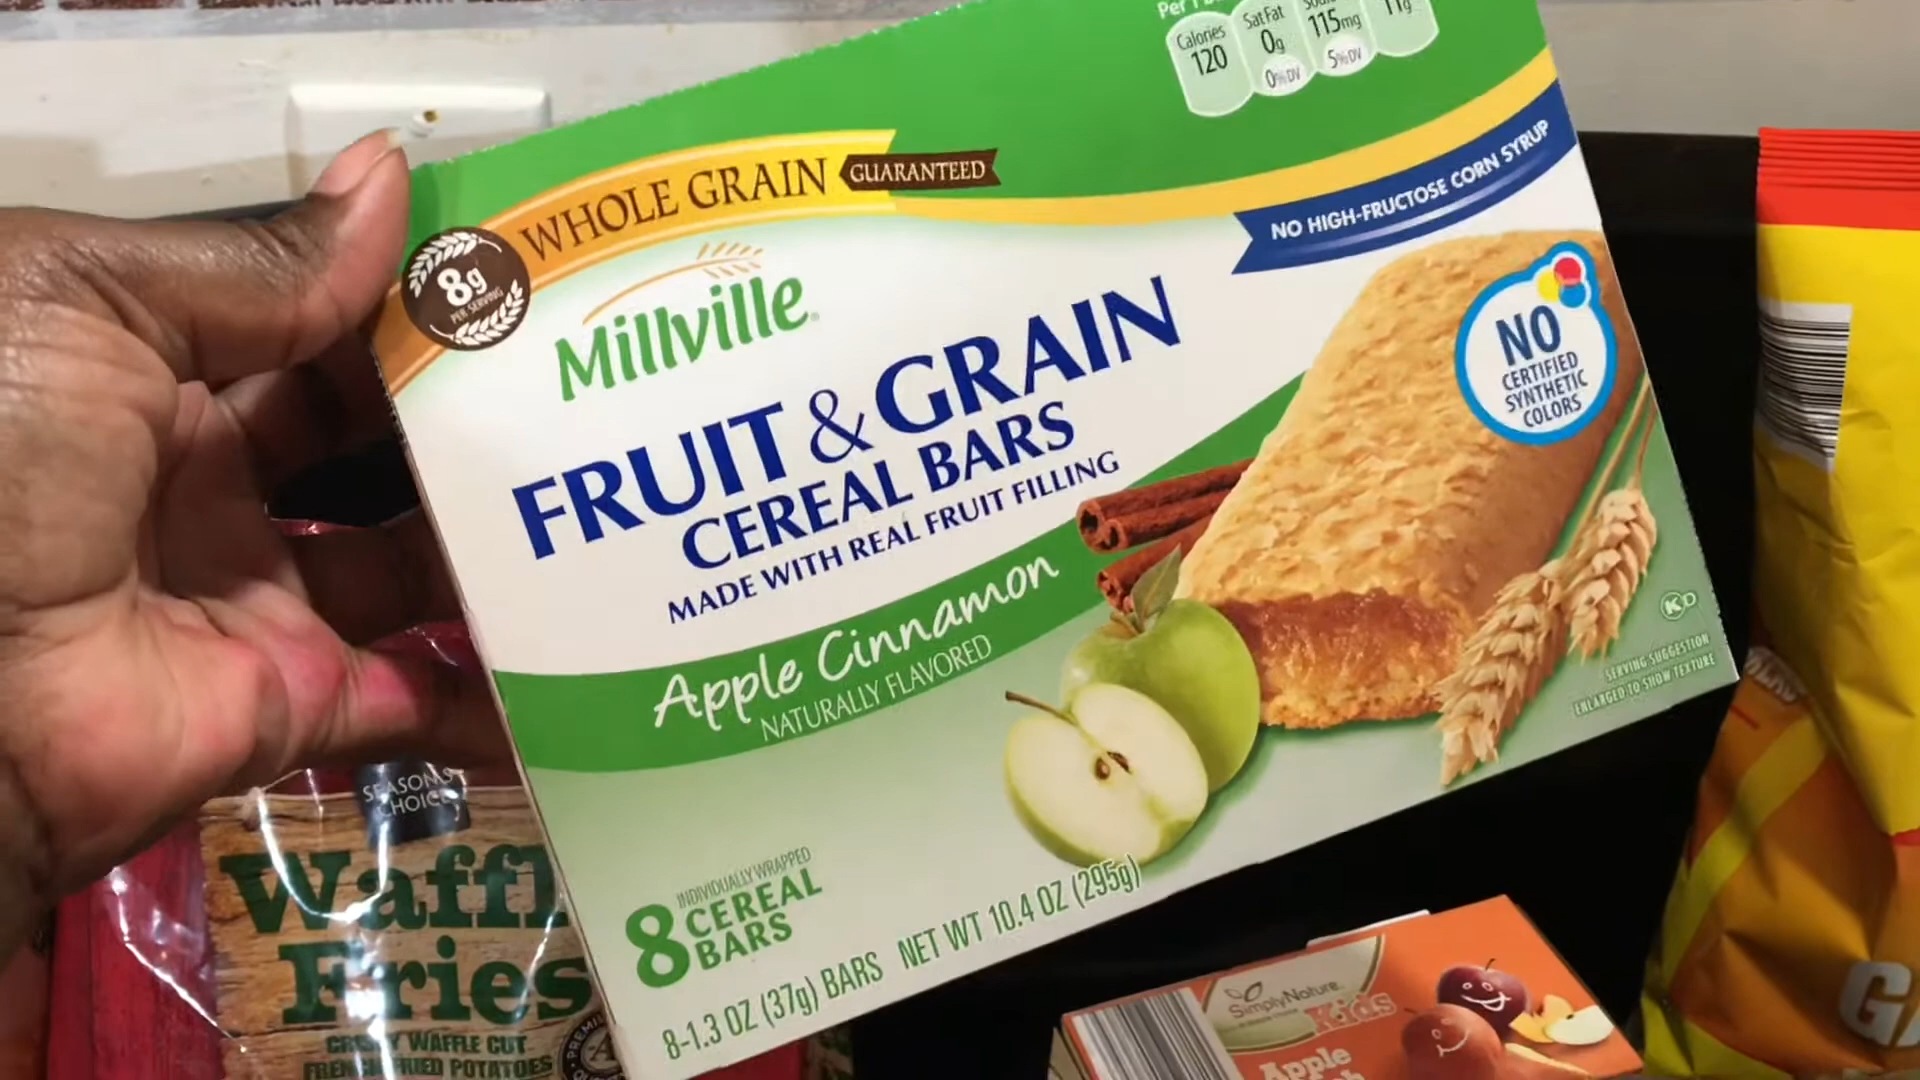 Calories
120
Sat Fat
0g
0% DV
115mg
5% DV
11g
WHOLE GRAIN GUARANTEED
8g
PER SERVING
NO HIGH-FRUCTOSE CORN SYRUP
Millville
FRUIT & GRAIN
CEREAL BARS
MADE WITH REAL FRUIT FILLING
Apple Cinnamon
NATURALLY FLAVORED
NO
CERTIFIED
SYNTHETIC
COLORS
KD
SERVING SUGGESTION
ENLARGED TO SHOW TEXTURE
8 INDIVIDUALLY WRAPPED
CEREAL
BARS
8-1.3 OZ (37g) BARS NET WT 10.4 OZ (295g)
SEASON'S
CHOICE
Waffl
Fries
WAFFLE CUT
FRENCH FRIED POTATOES
SimplyNature
Kids
Apple